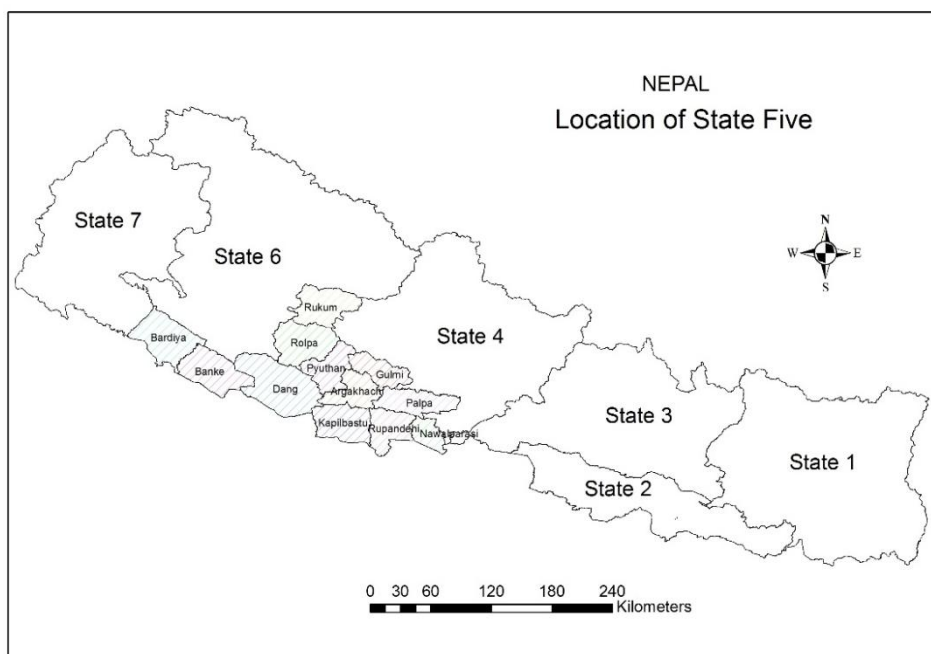 NEPAL
Location of State Five
State 7
State 6
N
W E
S
Rukum
Bardiya
Rolpa
State 4
Banke
Pyuthan
Gulmi
Dang
Argakhachi
Palpa
Kapilbastu
Rupandehi
Nawalparasi
State 3
State 1
State 2
0 30 60 120 180 240
Kilometers